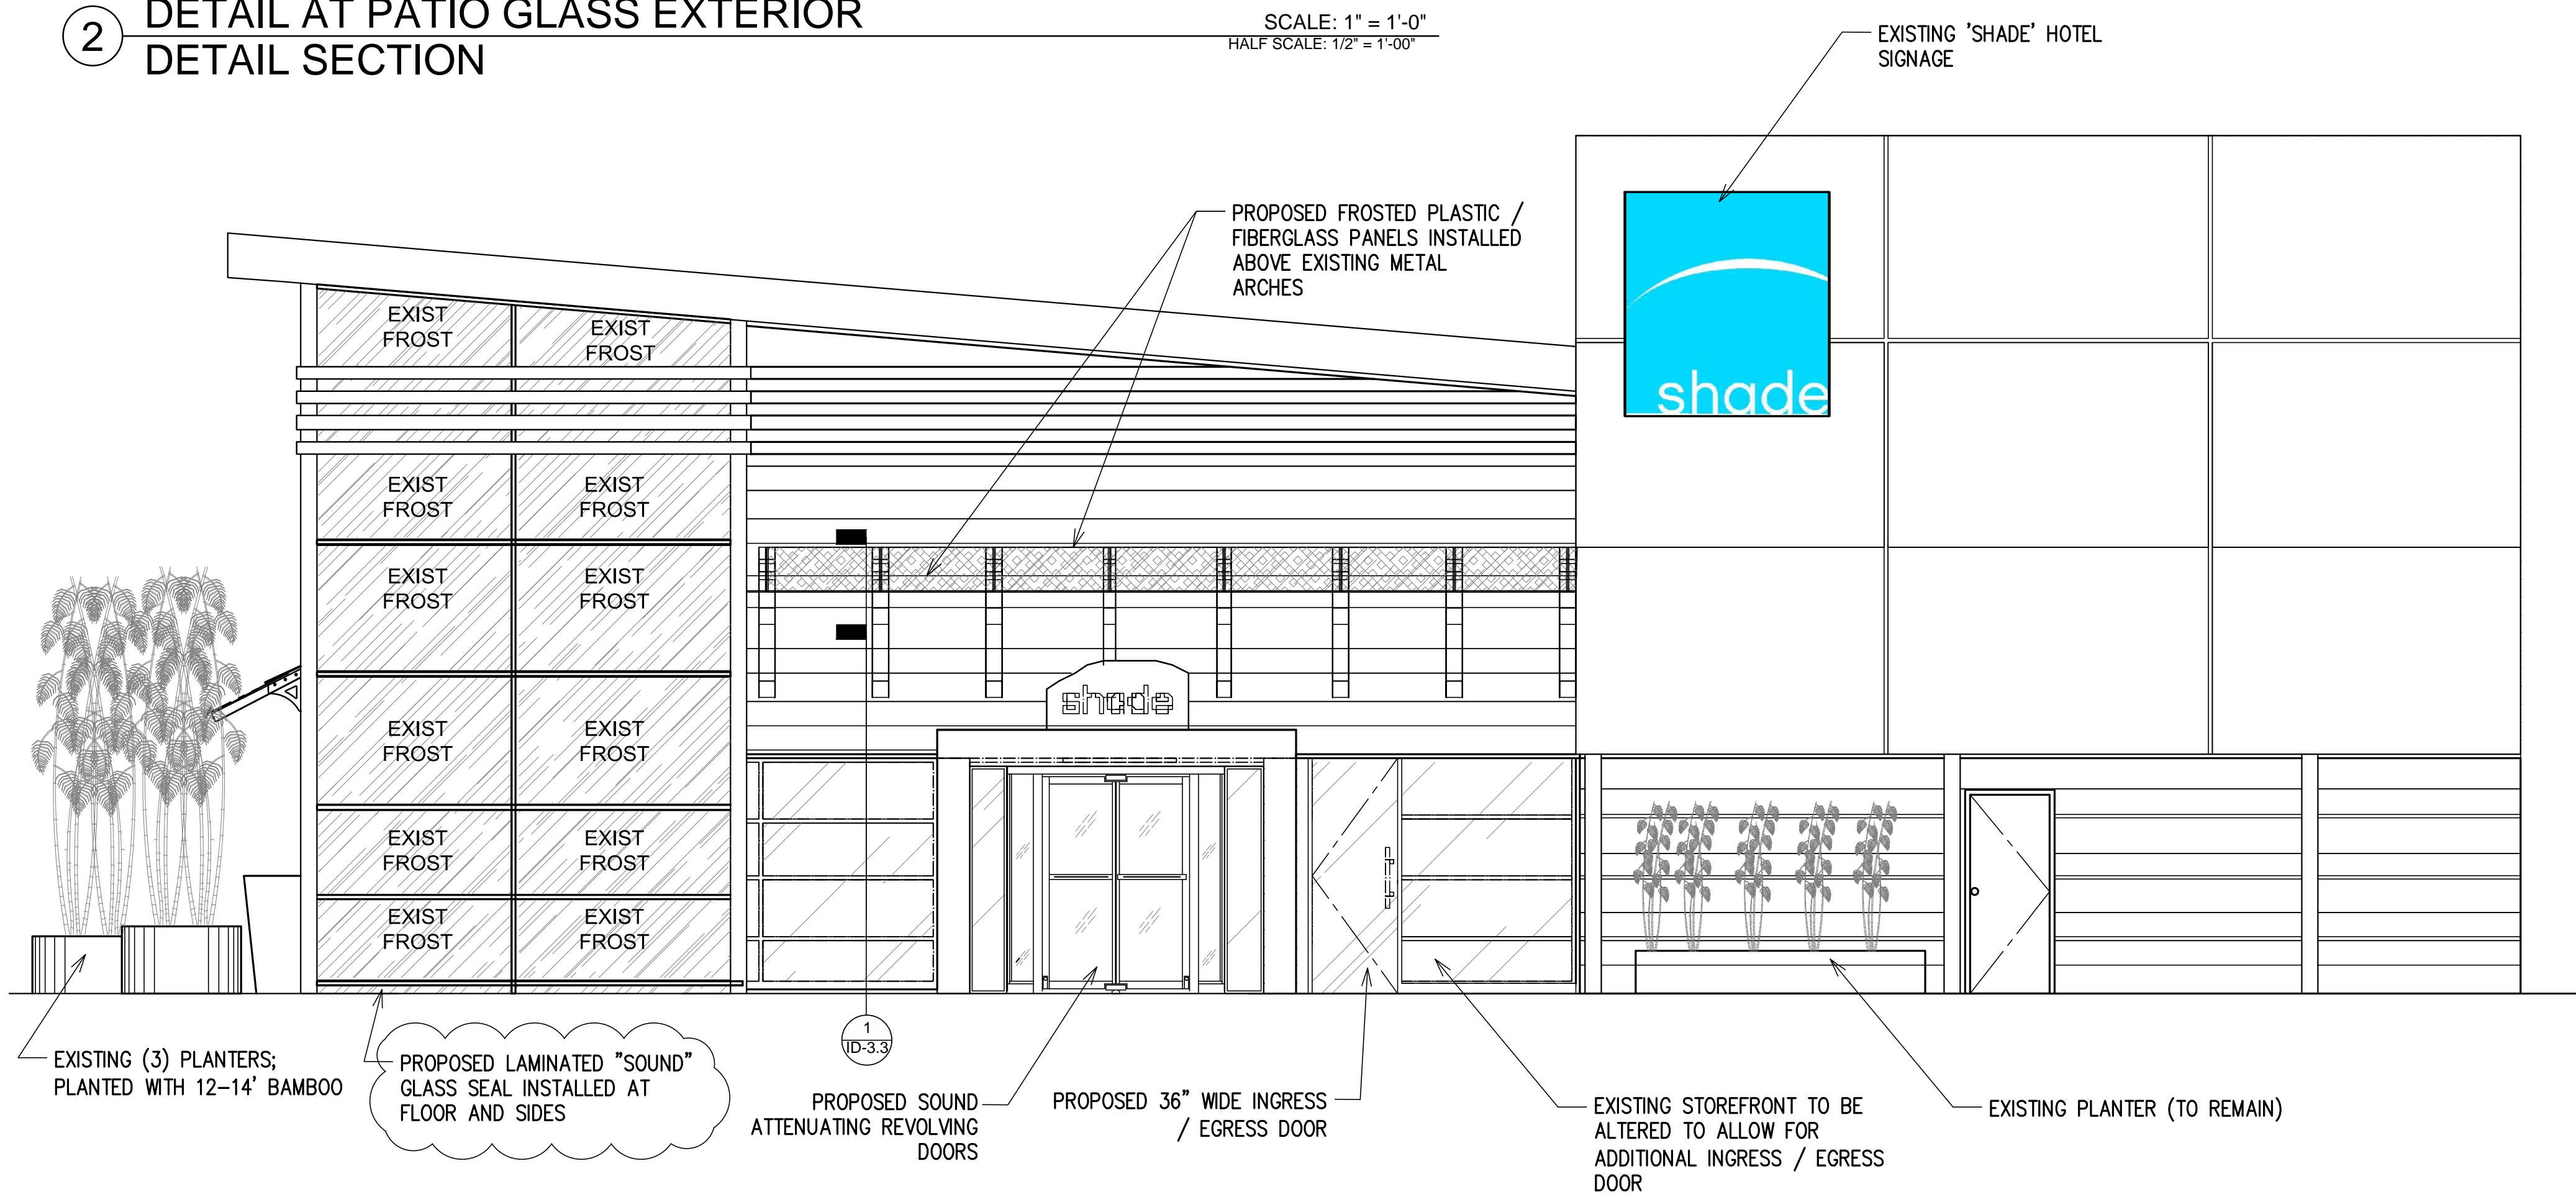 2
DETAIL AT PATIO GLASS EXTERIOR
DETAIL SECTION
SCALE: 1" = 1'-0"
HALF SCALE: 1/2" = 1'-00"
EXISTING 'SHADE' HOTEL
SIGNAGE
PROPOSED FROSTED PLASTIC /
FIBERGLASS PANELS INSTALLED
ABOVE EXISTING METAL
ARCHES
shade
EXIST
FROST
EXIST
FROST
EXIST
FROST
EXIST
FROST
EXIST
FROST
EXIST
FROST
EXIST
FROST
EXIST
FROST
EXIST
FROST
EXIST
FROST
EXIST
FROST
EXIST
FROST
shade
1
ID-3.3
EXISTING (3) PLANTERS;
PLANTED WITH 12-14' BAMBOO
PROPOSED LAMINATED "SOUND"
GLASS SEAL INSTALLED AT
FLOOR AND SIDES
PROPOSED SOUND
ATTENUATING REVOLVING
DOORS
PROPOSED 36" WIDE INGRESS
/ EGRESS DOOR
EXISTING STOREFRONT TO BE
ALTERED TO ALLOW FOR
ADDITIONAL INGRESS / EGRESS
DOOR
EXISTING PLANTER (TO REMAIN)